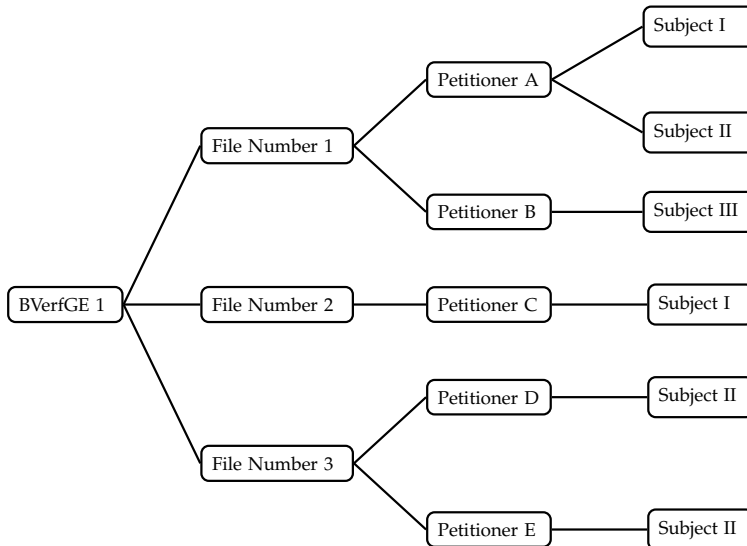 Subject I
Petitioner A
Subject II
File Number 1
Petitioner B
Subject III
BVerfGE 1
File Number 2
Petitioner C
Subject I
Petitioner D
Subject II
File Number 3
Petitioner E
Subject II